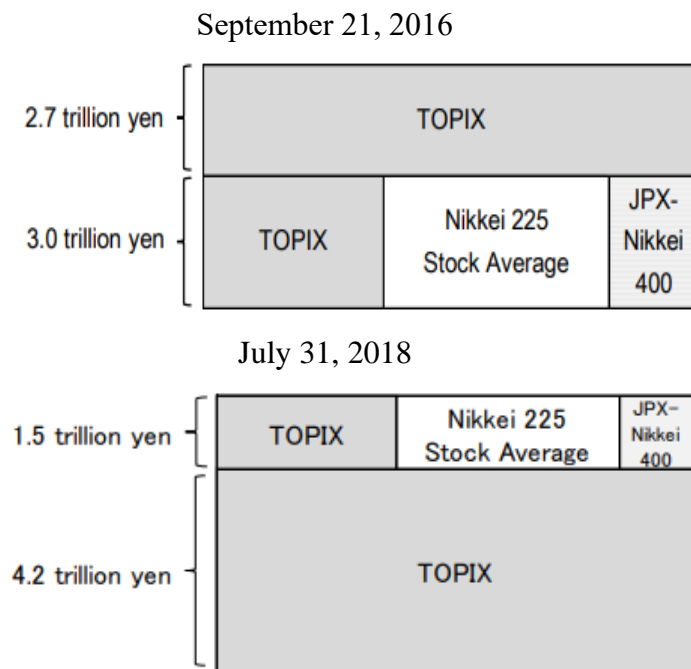 September 21, 2016
2.7 trillion yen
TOPIX
3.0 trillion yen
TOPIX
Nikkei 225
Stock Average
JPX-
Nikkei
400
July 31, 2018
1.5 trillion yen
TOPIX
Nikkei 225
Stock Average
JPX-
Nikkei
400
4.2 trillion yen
TOPIX